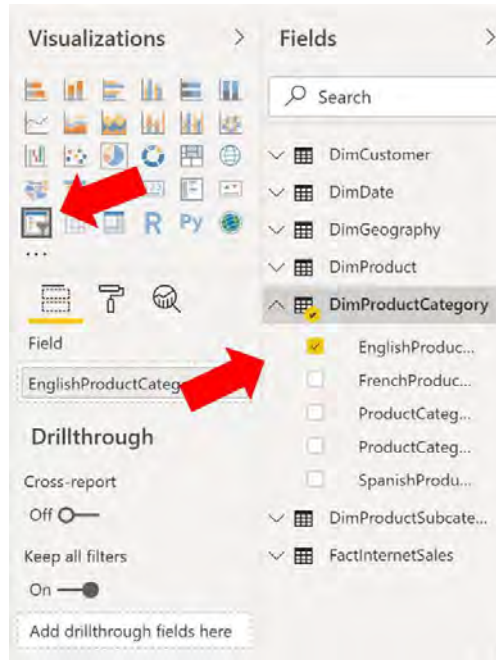 Visualizations
Fields
Search
R Py
...
Field
EnglishProductCateg
Drillthrough
Cross-report
Off
Keep all filters
On
Add drillthrough fields here
DimCustomer
DimDate
DimGeography
DimProduct
DimProductCategory
EnglishProduc...
FrenchProduc...
ProductCateg...
ProductCateg...
SpanishProdu...
DimProductSubcate...
FactInternetSales